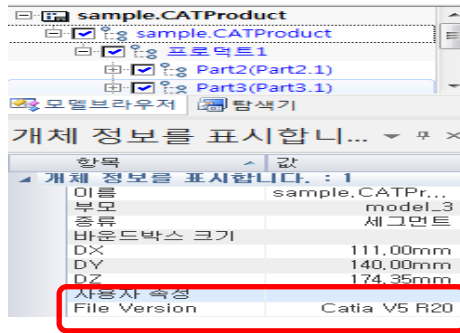 sample.CATProduct
sample.CATProduct
프로덕트1
Part2(Part2.1)
Part3(Part3.1)
모델브라우저 탐색기
개체 정보를 표시합니...
항목 값
개체 정보를 표시합니다. : 1
이름 sample,CATPr...
부모 model_3
종류 세그먼트
바운드박스 크기
DX 111,00mm
DY 140,00mm
DZ 174,35mm
사용자 속성
File Version Catia V5 R20